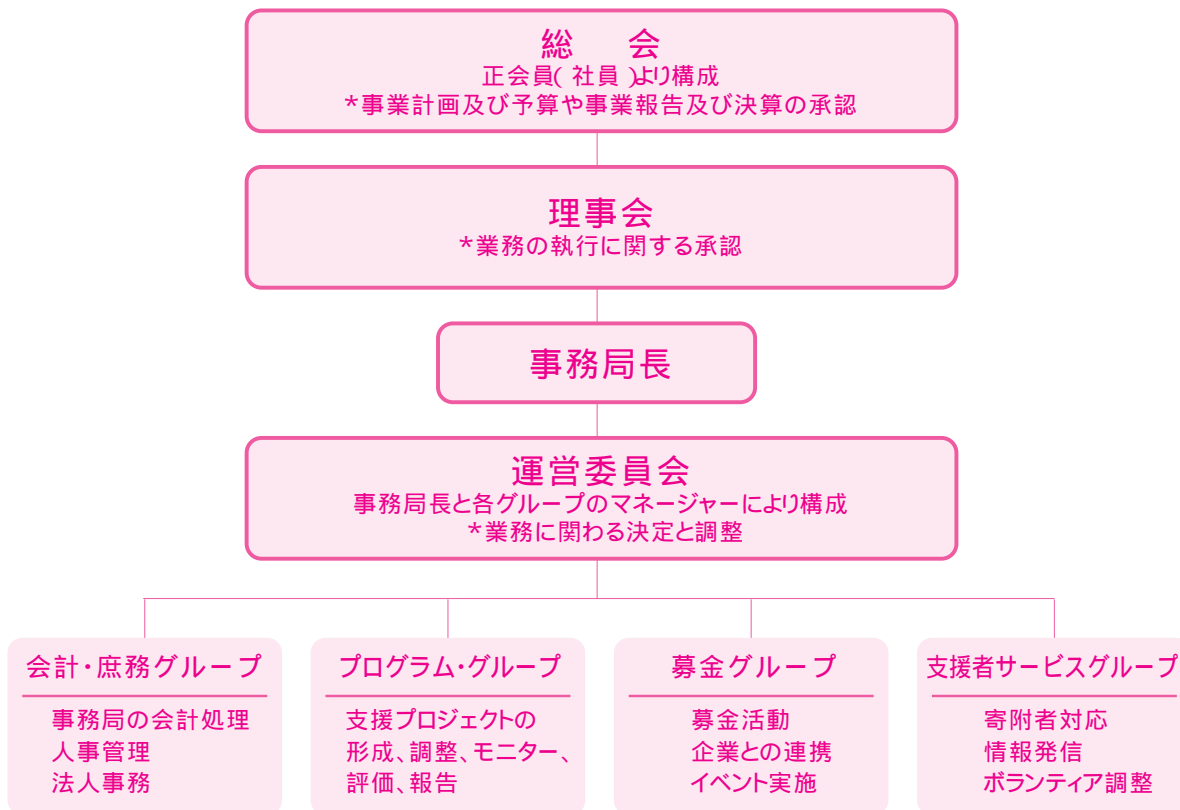 総　会
正会員(社員)より構成
*事業計画及び予算や事業報告及び決算の承認
理事会
*業務の執行に関する承認
事務局長
運営委員会
事務局長と各グループのマネージャーにより構成
*業務に関わる決定と調整
会計・庶務グループ
事務局の会計処理
人事管理
法人事務
プログラム・グループ
支援プロジェクトの
形成、調整、モニター、
評価、報告
募金グループ
募金活動
企業との連携
イベント実施
支援者サービスグループ
寄附者対応
情報発信
ボランティア調整